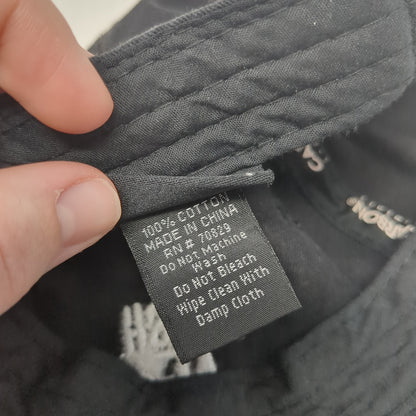 100% COTTON
MADE IN CHINA
RN# 70829
Do Not Machine
Wash
Do Not Bleach
Wipe Clean With
Damp Cloth